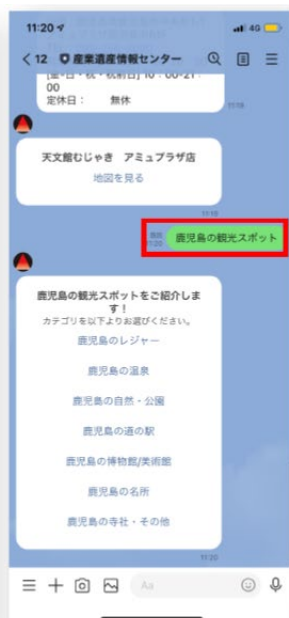 11:20
4G
12 産業遺産情報センター
[金・日・祝・祝前日] 10：00-21：
00
定休日： 無休
11:19
天文館むじゃき アミュプラザ店
地図を見る
11:19
既読
11:20
鹿児島の観光スポット
鹿児島の観光スポットをご紹介しま
す！
カテゴリを以下よりお選びください。
鹿児島のレジャー
鹿児島の温泉
鹿児島の自然・公園
鹿児島の道の駅
鹿児島の博物館/美術館
鹿児島の名所
鹿児島の寺社・その他
11:20
Aa